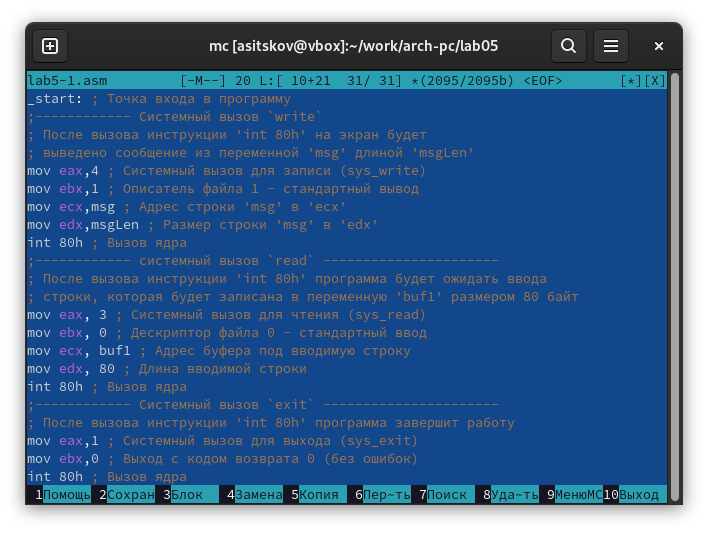 mc [asitskov@vbox]:~/work/arch-pc/lab05
lab5-1.asm [-M--] 20 L:[ 10+21 31/ 31] *(2095/2095b) <EOF> [*][X]
_start: ; Точка входа в программу
;------------ Системный вызов `write`
; После вызова инструкции 'int 80h' на экран будет
; выведено сообщение из переменной 'msg' длиной 'msgLen'
mov eax,4 ; Системный вызов для записи (sys_write)
mov ebx,1 ; Описатель файла 1 - стандартный вывод
mov ecx,msg ; Адрес строки 'msg' в 'ecx'
mov edx,msgLen ; Размер строки 'msg' в 'edx'
int 80h ; Вызов ядра
;------------ системный вызов `read` ----------------------
; После вызова инструкции 'int 80h' программа будет ожидать ввода
; строки, которая будет записана в переменную 'buf1' размером 80 байт
mov eax, 3 ; Системный вызов для чтения (sys_read)
mov ebx, 0 ; Дескриптор файла 0 - стандартный ввод
mov ecx, buf1 ; Адрес буфера под вводимую строку
mov edx, 80 ; Длина вводимой строки
int 80h ; Вызов ядра
;------------ Системный вызов `exit` ----------------------
; После вызова инструкции 'int 80h' программа завершит работу
mov eax,1 ; Системный вызов для выхода (sys_exit)
mov ebx,0 ; Выход с кодом возврата 0 (без ошибок)
int 80h ; Вызов ядра
1Помощь 2Сохран 3Блок 4Замена 5Копия 6Пер~ть 7Поиск 8Уда~ть 9МенюMC 10Выход